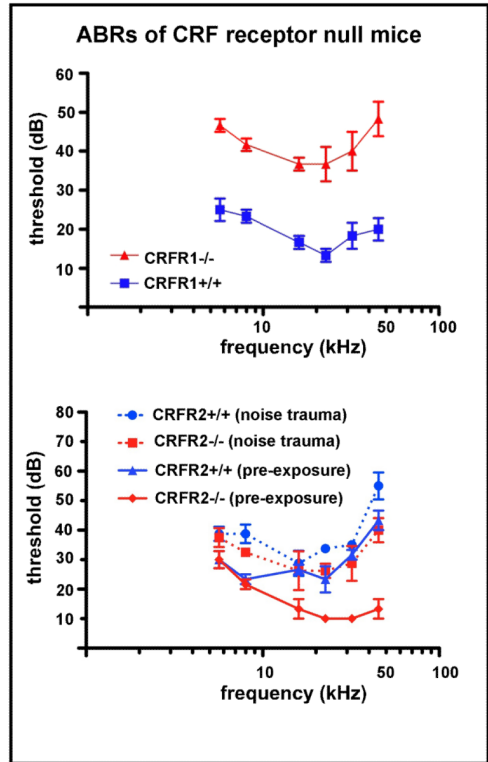 ABRs of CRF receptor null mice
60
50
40
30
20
10
threshold (dB)
CRFR1-/-
CRFR1+/+
10 50 100
frequency (kHz)
80
70
60
50
40
30
20
10
threshold (dB)
CRFR2+/+ (noise trauma)
CRFR2-/- (noise trauma)
CRFR2+/+ (pre-exposure)
CRFR2-/- (pre-exposure)
10 50 100
frequency (kHz)